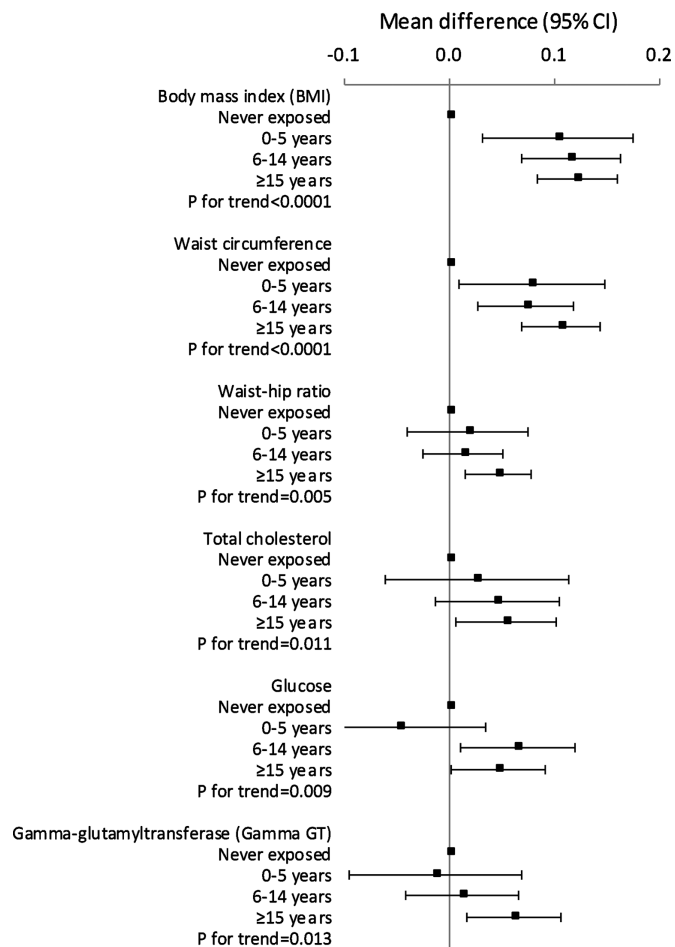 Mean difference (95% CI)
-0.1 0.0 0.1 0.2
Body mass index (BMI)
Never exposed
0-5 years
6-14 years
≥15 years
P for trend<0.0001
Waist circumference
Never exposed
0-5 years
6-14 years
≥15 years
P for trend<0.0001
Waist-hip ratio
Never exposed
0-5 years
6-14 years
≥15 years
P for trend=0.005
Total cholesterol
Never exposed
0-5 years
6-14 years
≥15 years
P for trend=0.011
Glucose
Never exposed
0-5 years
6-14 years
≥15 years
P for trend=0.009
Gamma-glutamyltransferase (Gamma GT)
Never exposed
0-5 years
6-14 years
≥15 years
P for trend=0.013